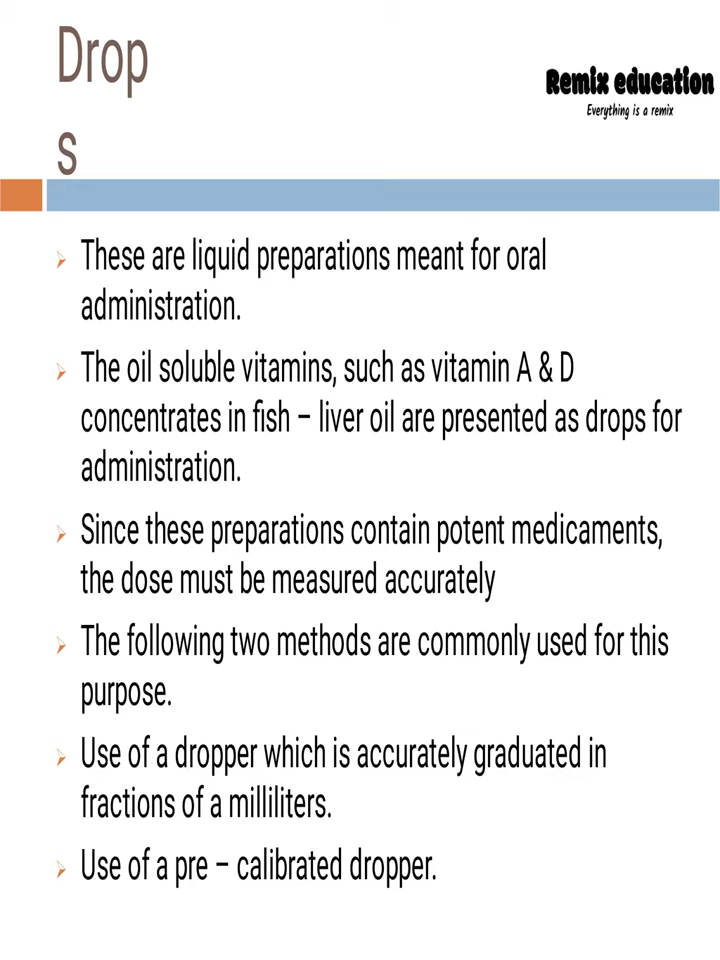 Drop
s
Remix education
Everything is a remix
These are liquid preparations meant for oral
administration.
The oil soluble vitamins, such as vitamin A & D
concentrates in fish – liver oil are presented as drops for
administration.
Since these preparations contain potent medicaments,
the dose must be measured accurately
The following two methods are commonly used for this
purpose.
Use of a dropper which is accurately graduated in
fractions of a milliliters.
Use of a pre – calibrated dropper.